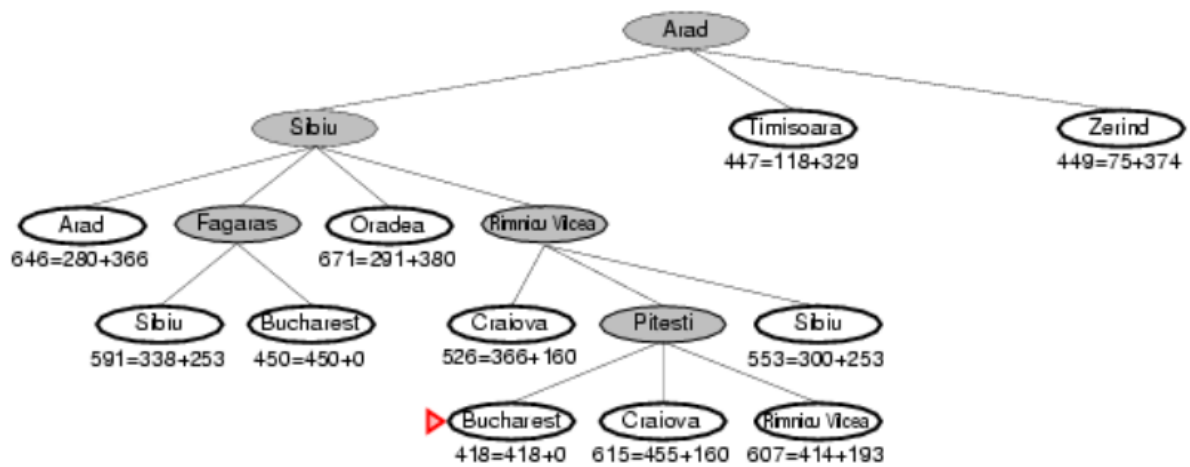 Arad
Sibiu
Timisoara
Zerind
447=118+329
449=75+374
Arad
Fagaras
Oradea
Rimnicu Vilcea
646=280+366
671=291+380
Sibiu
Bucharest
Craiova
Pitesti
Sibiu
591=338+253
450=450+0
526=366+160
553=300+253
Bucharest
Craiova
Rimnicu Vilcea
418=418+0
615=455+160
607=414+193